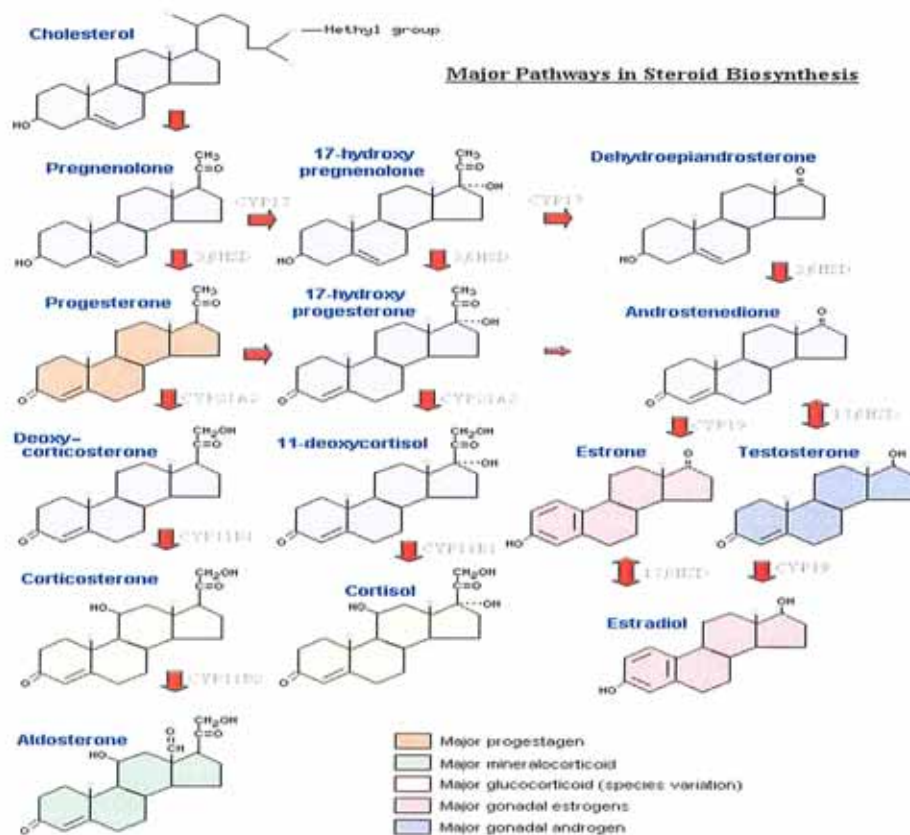 Cholesterol
Methyl group
Major Pathways in Steroid Biosynthesis
HO
Pregnenolone
CH₃
C=O
HO
CYP17
17-hydroxy
pregnenolone
CH₃
C=O
OH
HO
CYP17
Dehydroepiandrosterone
O
HO
3βHSD
3βHSD
3βHSD
Progesterone
CH₃
C=O
O
17-hydroxy
progesterone
CH₃
C=O
OH
O
Androstenedione
O
O
CYP21A2
CYP21A2
CYP19
17βHSD
Deoxy-
corticosterone
CH₂OH
C=O
O
11-deoxycortisol
CH₂OH
C=O
OH
O
Estrone
O
HO
Testosterone
OH
O
CYP11B1
CYP11B1
17βHSD
CYP19
Corticosterone
CH₂OH
C=O
HO
O
Cortisol
CH₂OH
C=O
HO
OH
O
Estradiol
OH
HO
CYP11B2
Aldosterone
CH₂OH
C=O
O
CH
HO
O
Major progestagen
Major mineralocorticoid
Major glucocorticoid (species variation)
Major gonadal estrogens
Major gonadal androgen